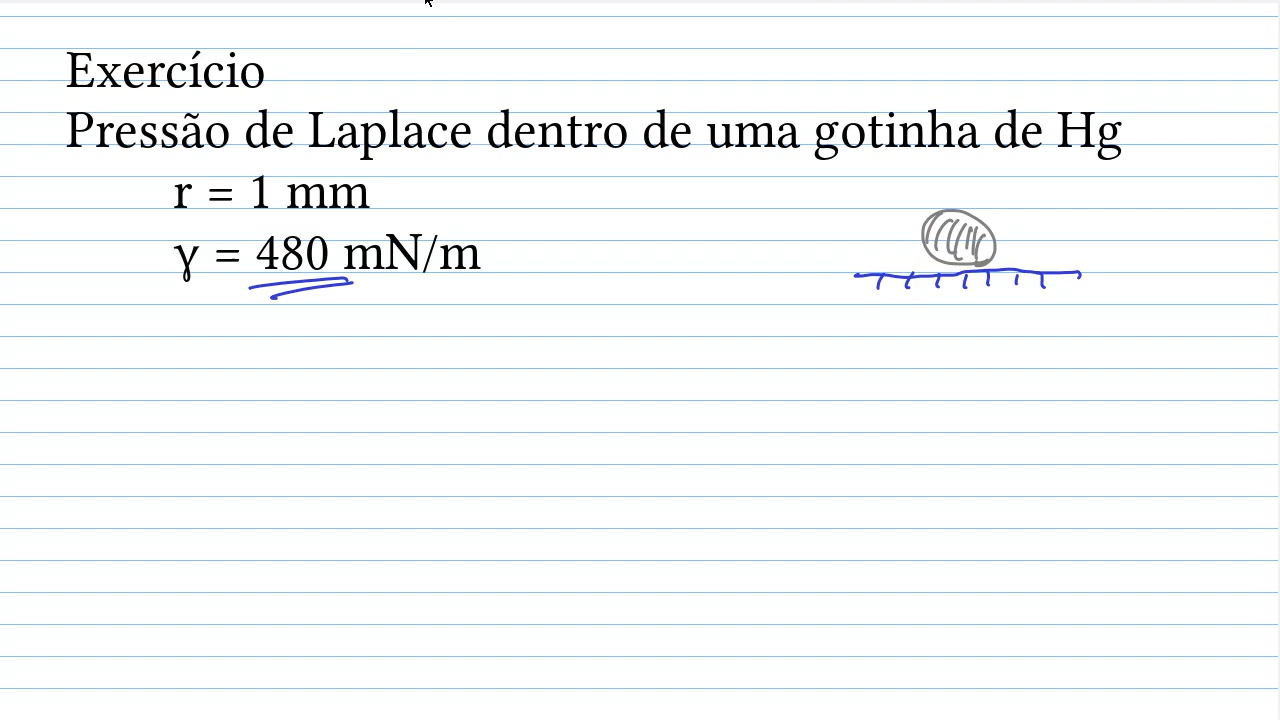 Exercício
Pressão de Laplace dentro de uma gotinha de Hg
r = 1 mm
γ = 480 mN/m